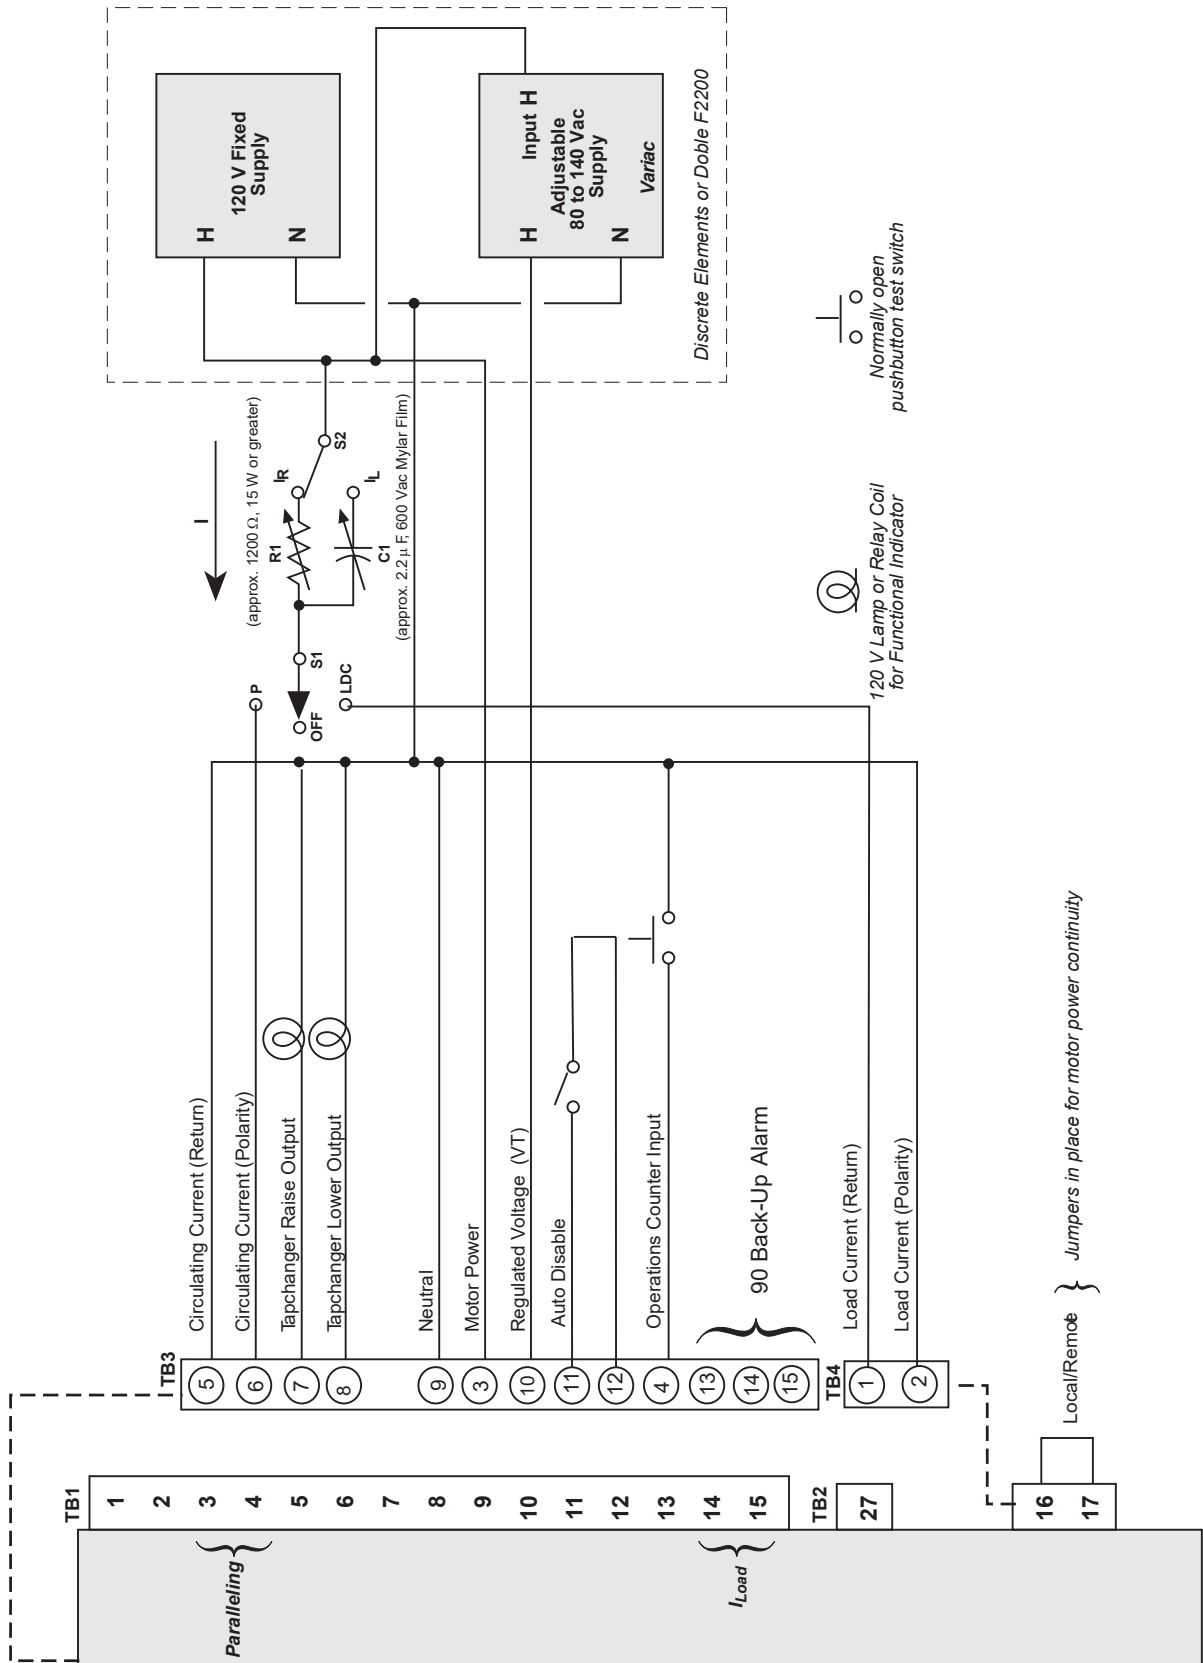 120 V Fixed
Supply
H
N
Input H
Adjustable
80 to 140 Vac
Supply
Variac
H
N
Discrete Elements or Doble F2200
I
(approx. 1200 Ω, 15 W or greater)
R1
IR
S2
IL
C1
(approx. 2.2 μ F, 600 Vac Mylar Film)
S1
P
OFF
LDC
Normally open
pushbutton test switch
120 V Lamp or Relay Coil
for Functional Indicator
Circulating Current (Return)
Circulating Current (Polarity)
Tapchanger Raise Output
Tapchanger Lower Output
Neutral
Motor Power
Regulated Voltage (VT)
Auto Disable
Operations Counter Input
90 Back-Up Alarm
Load Current (Return)
Load Current (Polarity)
TB3
5
6
7
8
9
3
10
11
12
4
13
14
15
TB4
1
2
Local/Remote
Jumpers in place for motor power continuity
TB1
1
2
3
4
5
6
7
8
9
10
11
12
13
14
15
TB2
27
16
17
Paralleling
ILoad